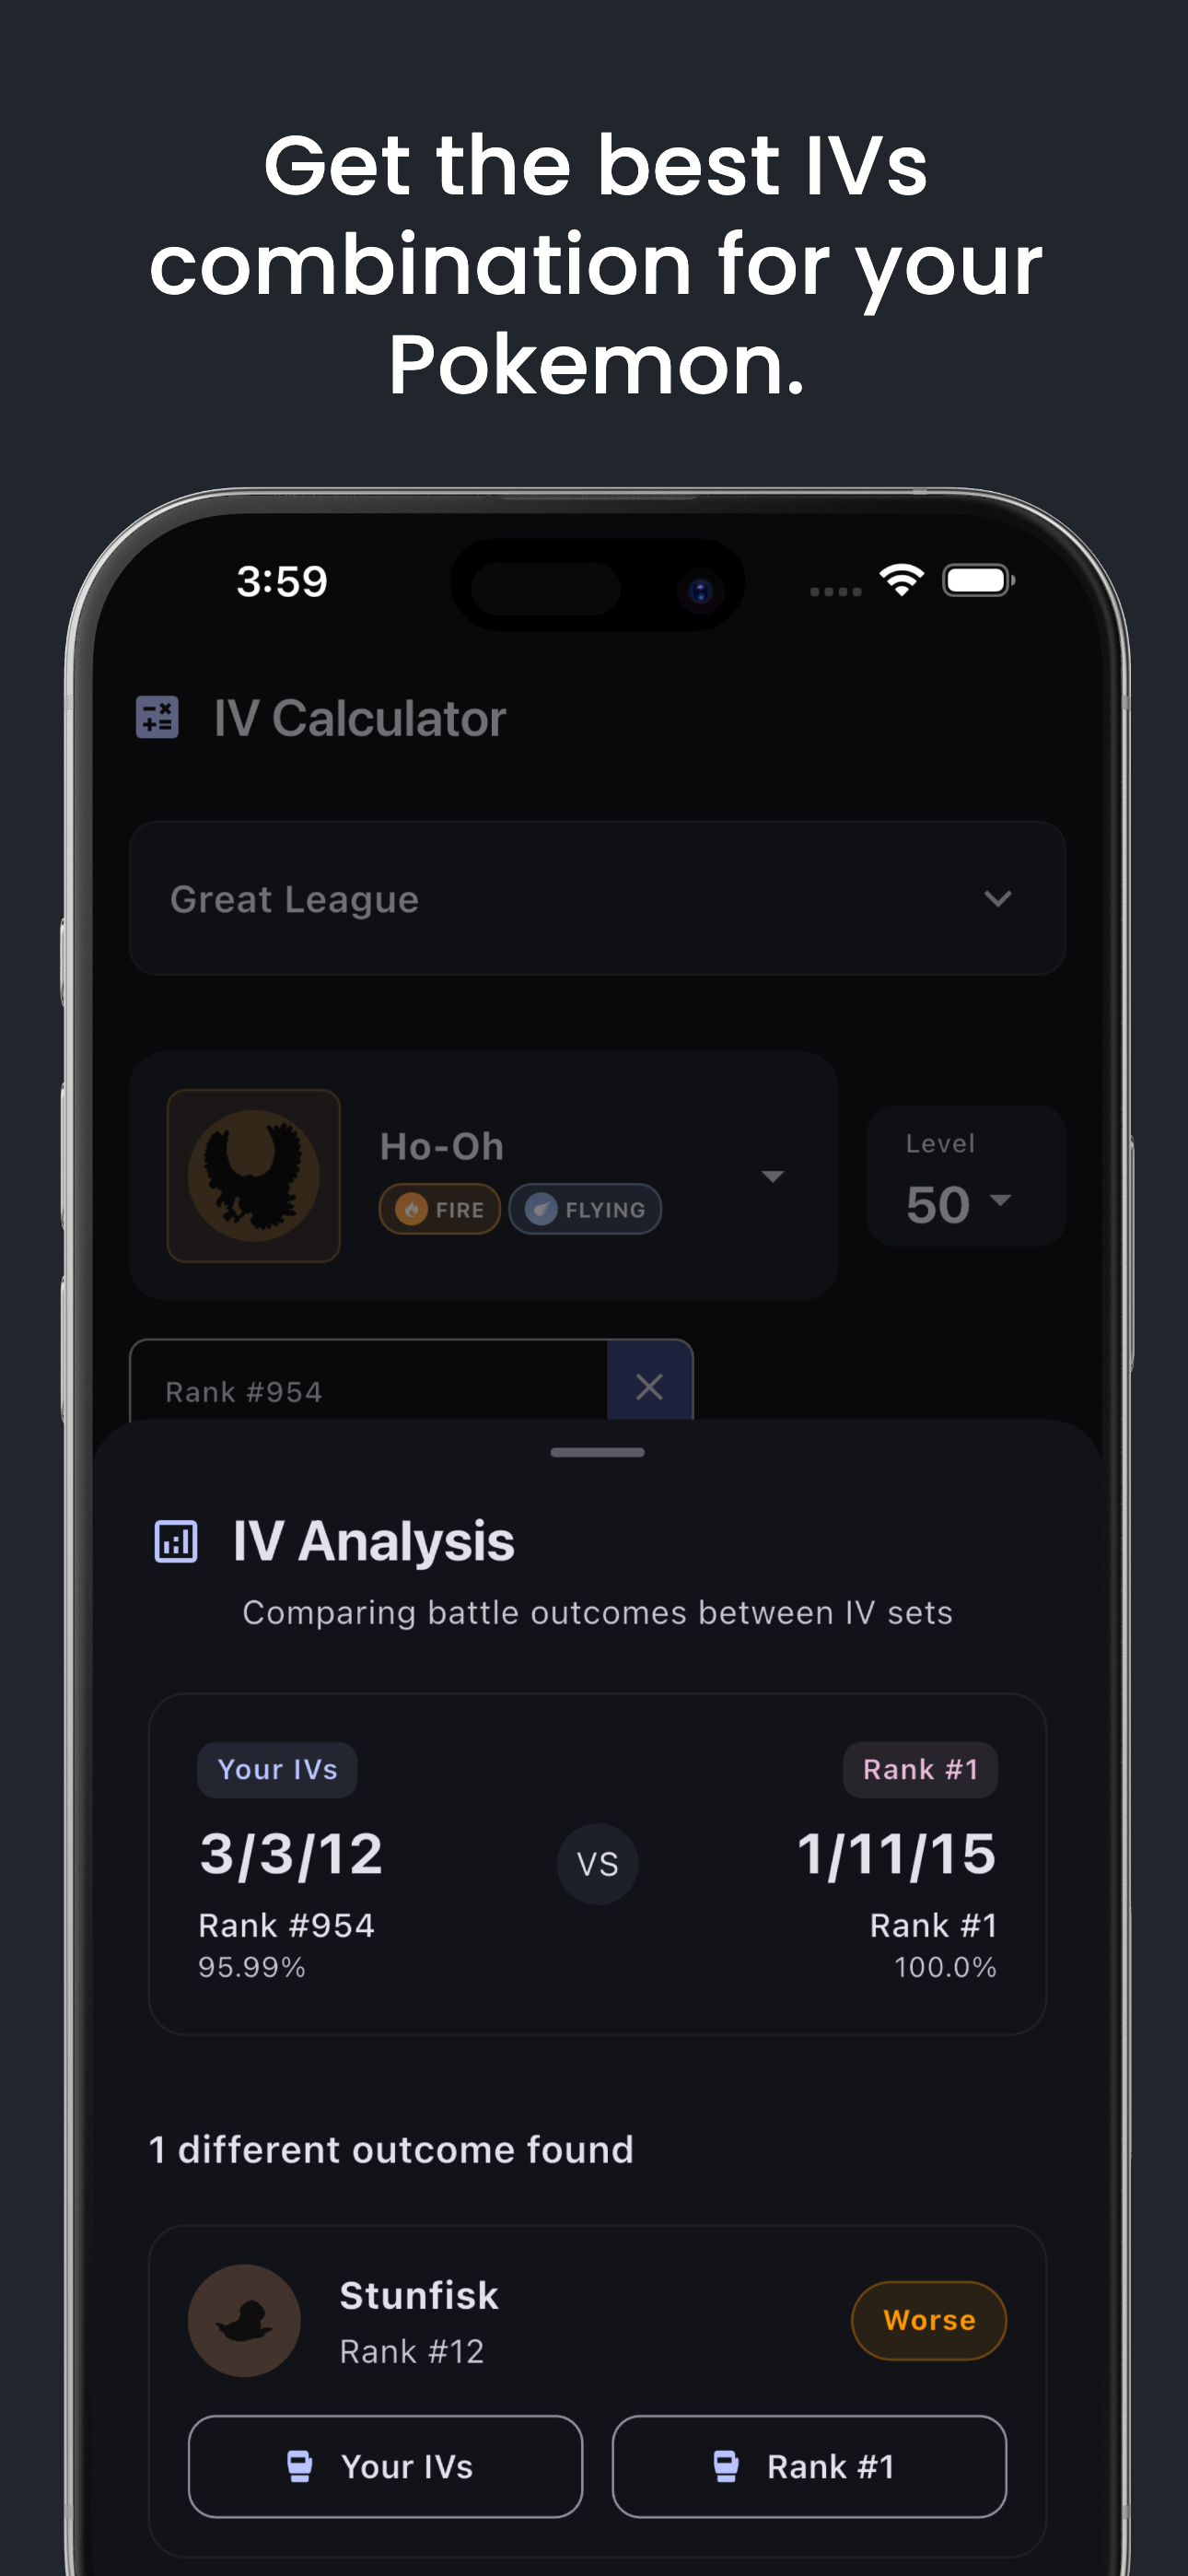 Get the best IVs
combination for your
Pokemon.
3:59
IV Calculator
Great League
Ho-Oh
FIRE
FLYING
Level
50
Rank #954
IV Analysis
Comparing battle outcomes between IV sets
Your IVs
Rank #1
3/3/12
VS
1/11/15
Rank #954
Rank #1
95.99%
100.0%
1 different outcome found
Stunfisk
Rank #12
Worse
Your IVs
Rank #1